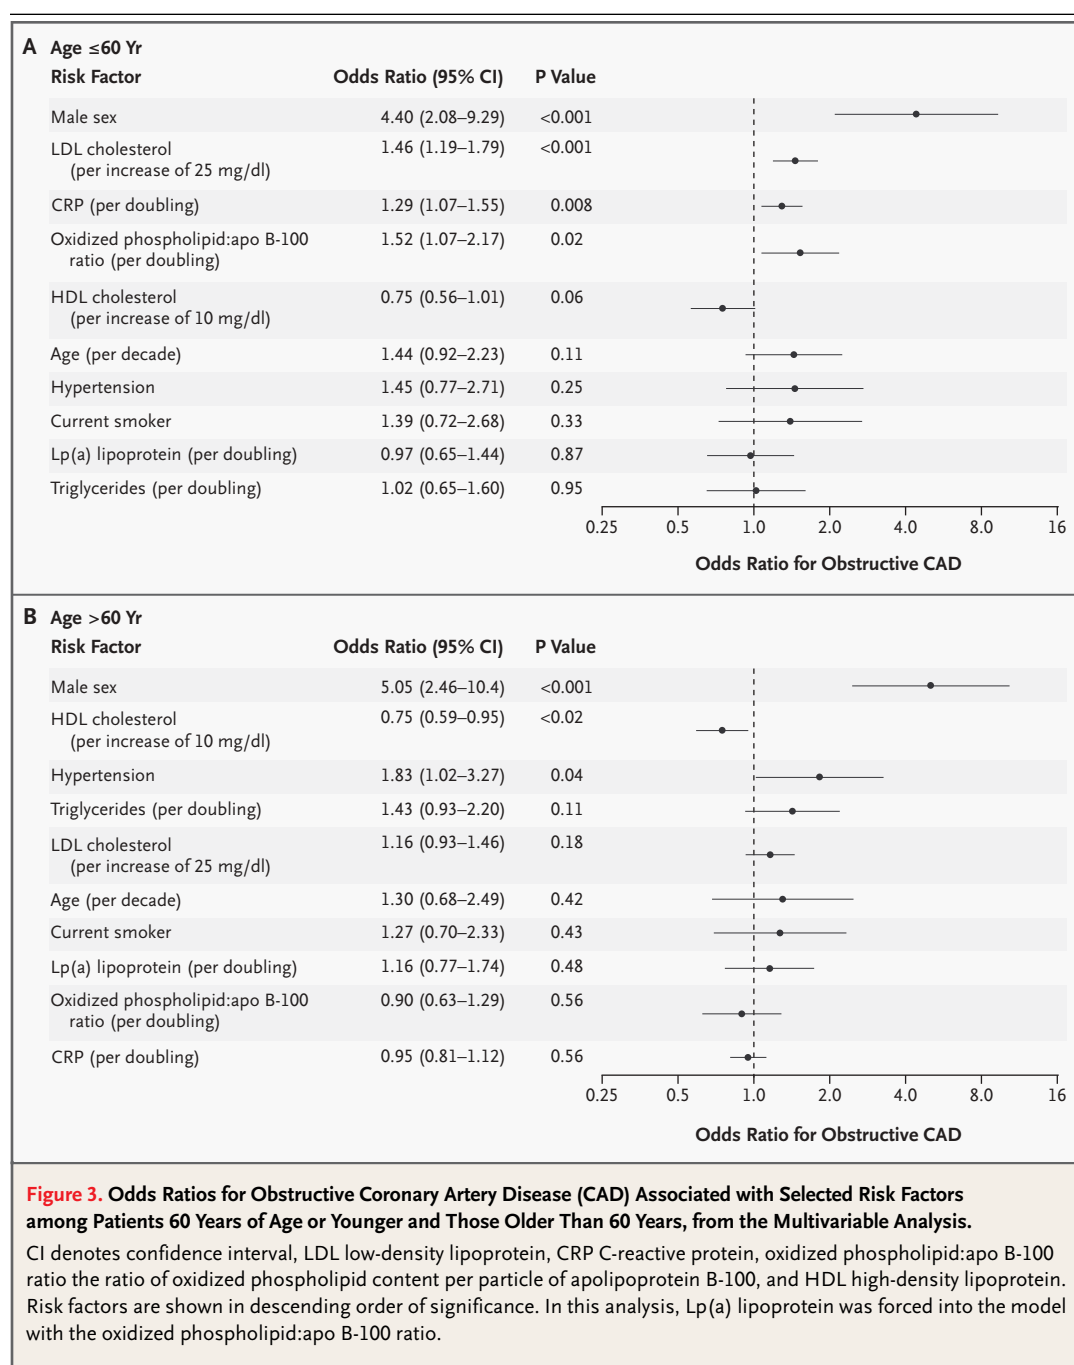 A Age ≤60 Yr
Risk Factor Odds Ratio (95% CI) P Value
Male sex 4.40 (2.08–9.29) <0.001
LDL cholesterol 1.46 (1.19–1.79) <0.001
(per increase of 25 mg/dl)
CRP (per doubling) 1.29 (1.07–1.55) 0.008
Oxidized phospholipid:apo B-100 1.52 (1.07–2.17) 0.02
ratio (per doubling)
HDL cholesterol 0.75 (0.56–1.01) 0.06
(per increase of 10 mg/dl)
Age (per decade) 1.44 (0.92–2.23) 0.11
Hypertension 1.45 (0.77–2.71) 0.25
Current smoker 1.39 (0.72–2.68) 0.33
Lp(a) lipoprotein (per doubling) 0.97 (0.65–1.44) 0.87
Triglycerides (per doubling) 1.02 (0.65–1.60) 0.95
0.25 0.5 1.0 2.0 4.0 8.0 16
Odds Ratio for Obstructive CAD
B Age >60 Yr
Risk Factor Odds Ratio (95% CI) P Value
Male sex 5.05 (2.46–10.4) <0.001
HDL cholesterol 0.75 (0.59–0.95) <0.02
(per increase of 10 mg/dl)
Hypertension 1.83 (1.02–3.27) 0.04
Triglycerides (per doubling) 1.43 (0.93–2.20) 0.11
LDL cholesterol 1.16 (0.93–1.46) 0.18
(per increase of 25 mg/dl)
Age (per decade) 1.30 (0.68–2.49) 0.42
Current smoker 1.27 (0.70–2.33) 0.43
Lp(a) lipoprotein (per doubling) 1.16 (0.77–1.74) 0.48
Oxidized phospholipid:apo B-100 0.90 (0.63–1.29) 0.56
ratio (per doubling)
CRP (per doubling) 0.95 (0.81–1.12) 0.56
0.25 0.5 1.0 2.0 4.0 8.0 16
Odds Ratio for Obstructive CAD
Figure 3. Odds Ratios for Obstructive Coronary Artery Disease (CAD) Associated with Selected Risk Factors
among Patients 60 Years of Age or Younger and Those Older Than 60 Years, from the Multivariable Analysis.
CI denotes confidence interval, LDL low-density lipoprotein, CRP C-reactive protein, oxidized phospholipid:apo B-100
ratio the ratio of oxidized phospholipid content per particle of apolipoprotein B-100, and HDL high-density lipoprotein.
Risk factors are shown in descending order of significance. In this analysis, Lp(a) lipoprotein was forced into the model
with the oxidized phospholipid:apo B-100 ratio.